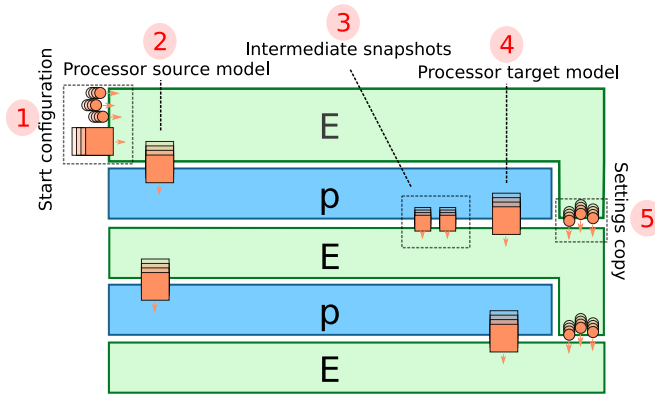 3
2
4
Intermediate snapshots
Processor source model
Processor target model
1
Start configuration
E
p
Settings copy
5
E
p
E